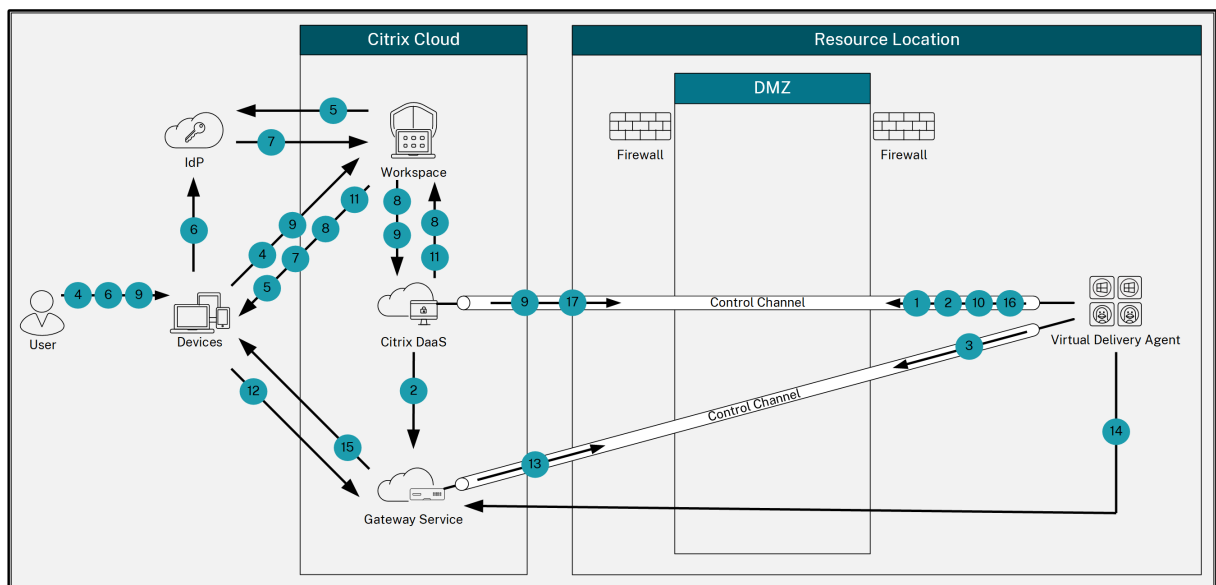 Citrix Cloud
Resource Location
DMZ
5
7
IdP
Workspace
Firewall
Firewall
11
8
9
8
8
9
7
6
4
9
11
5
4 6 9
User
Devices
Citrix DaaS
9 17
Control Channel
1 2 10 16
Virtual Delivery Agent
3
2
12
Control Channel
15
13
14
Gateway Service